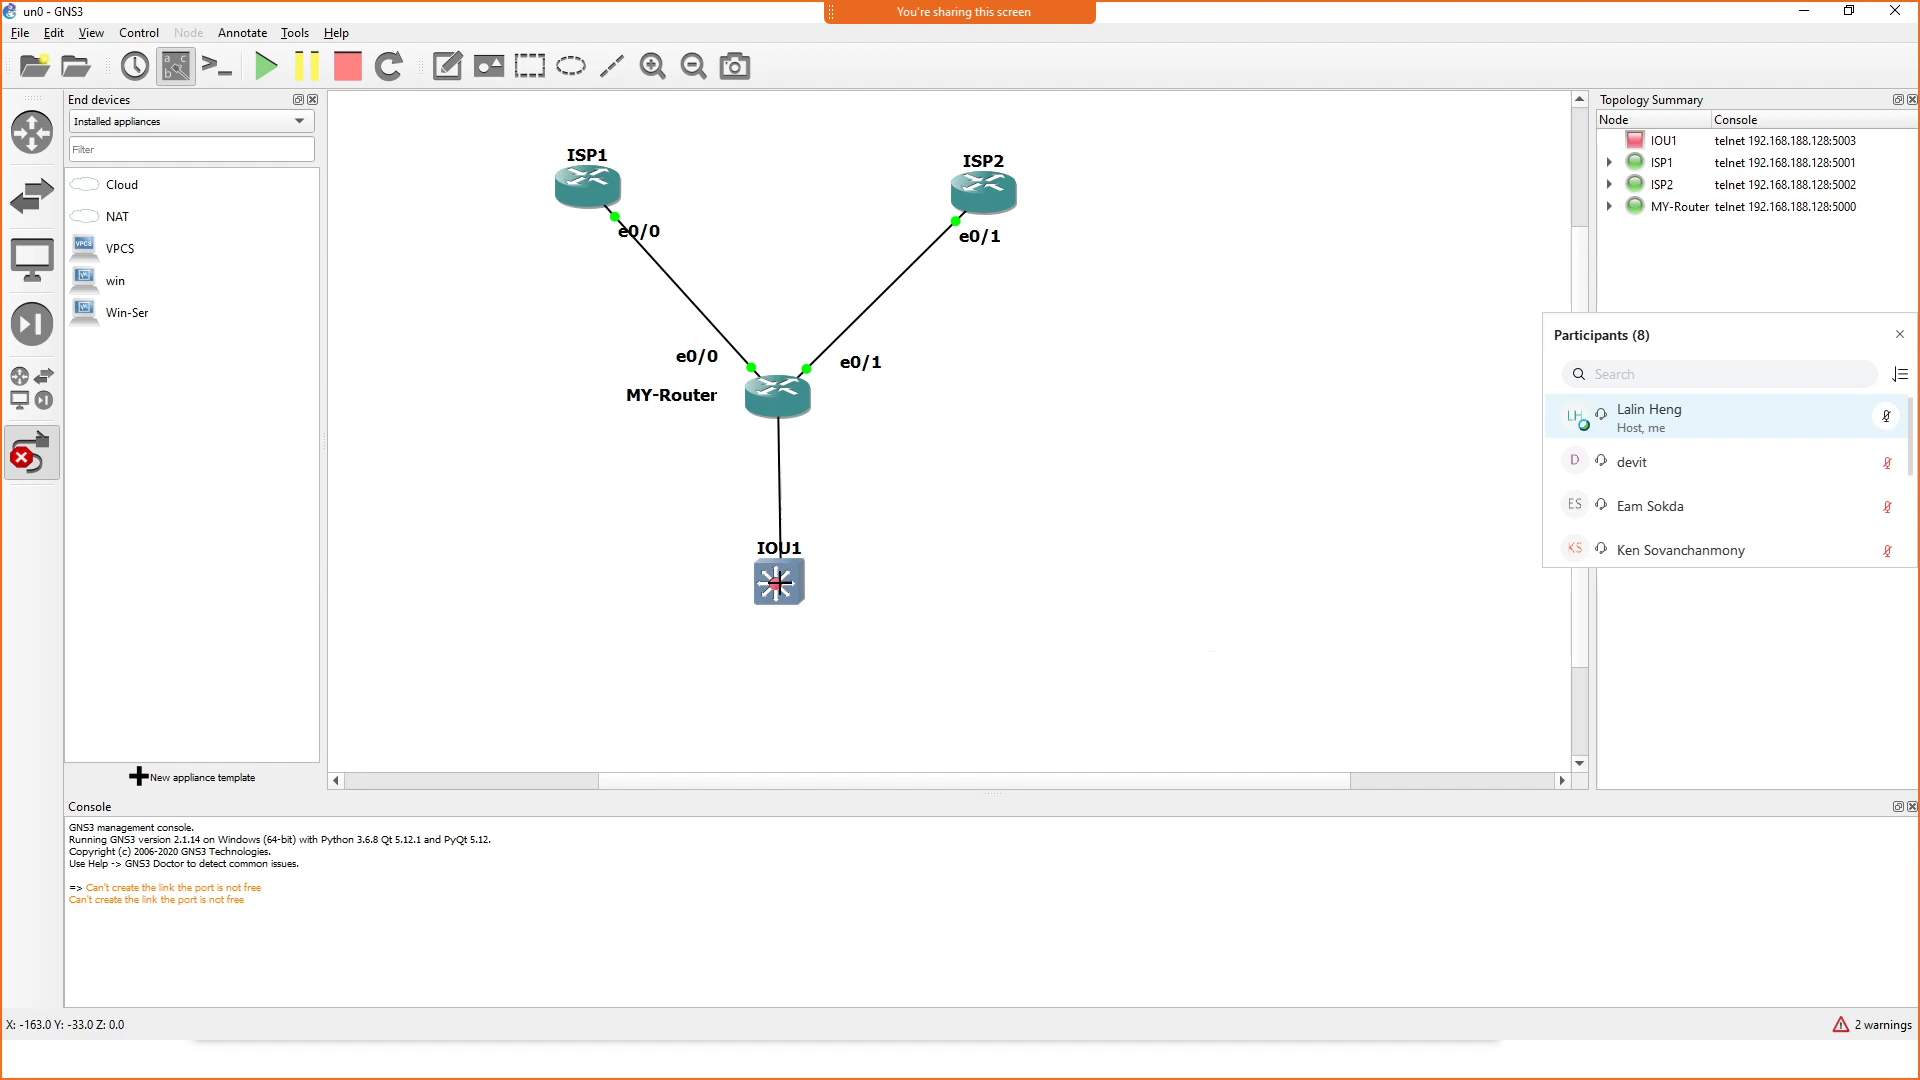 un0 - GNS3
You're sharing this screen
File Edit View Control Node Annotate Tools Help
End devices
Installed appliances
Filter
Cloud
NAT
VPCS
win
Win-Ser
New appliance template
ISP1
e0/0
ISP2
e0/1
e0/0
e0/1
MY-Router
IOU1
Topology Summary
Node Console
IOU1 telnet 192.168.188.128:5003
ISP1 telnet 192.168.188.128:5001
ISP2 telnet 192.168.188.128:5002
MY-Router telnet 192.168.188.128:5000
Participants (8)
Search
LH Lalin Heng
Host, me
D devit
ES Eam Sokda
KS Ken Sovanchanmony
Console
GNS3 management console.
Running GNS3 version 2.1.14 on Windows (64-bit) with Python 3.6.8 Qt 5.12.1 and PyQt 5.12.
Copyright (c) 2006-2020 GNS3 Technologies.
Use Help -> GNS3 Doctor to detect common issues.
=> Can't create the link the port is not free
Can't create the link the port is not free
X: -163.0 Y: -33.0 Z: 0.0
2 warnings